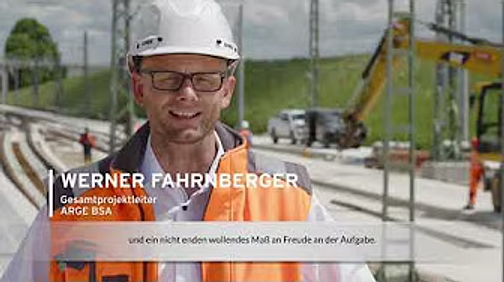 WERNER FAHRNBERGER
Gesamtprojektleiter
ARGE BSA
und ein nicht enden wollendes Maß an Freude an der Aufgabe.